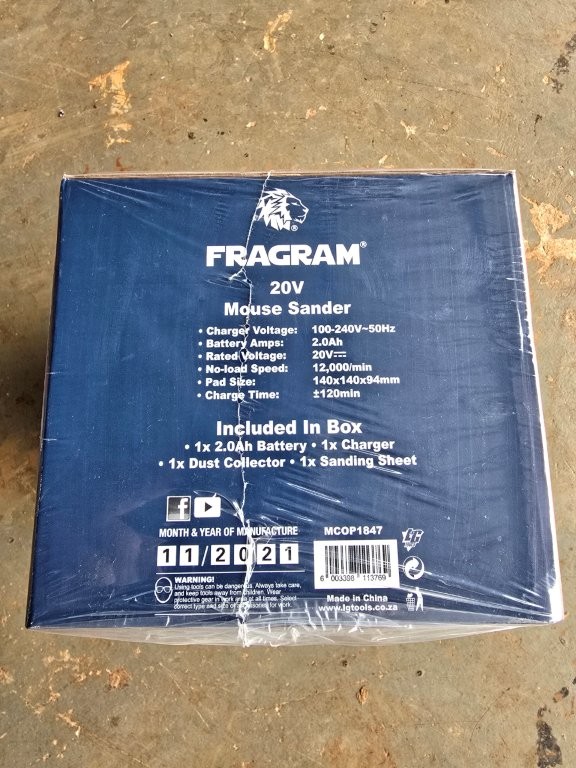 FRAGRAM®
20V
Mouse Sander
• Charger Voltage: 100-240V~50Hz
• Battery Amps: 2.0Ah
• Rated Voltage: 20V⎓
• No-load Speed: 12,000/min
• Pad Size: 140x140x94mm
• Charge Time: ±120min
Included In Box
• 1x 2.0Ah Battery • 1x Charger
• 1x Dust Collector • 1x Sanding Sheet
MONTH & YEAR OF MANUFACTURE
11/2021
WARNING!
Using tools can be dangerous. Always take care,
and keep tools away from children. Wear
protective gear in work area at all times. Select
correct type and size of accessories for work.
MCOP1847
6 003398 113769
Made in China
www.lgtools.co.za